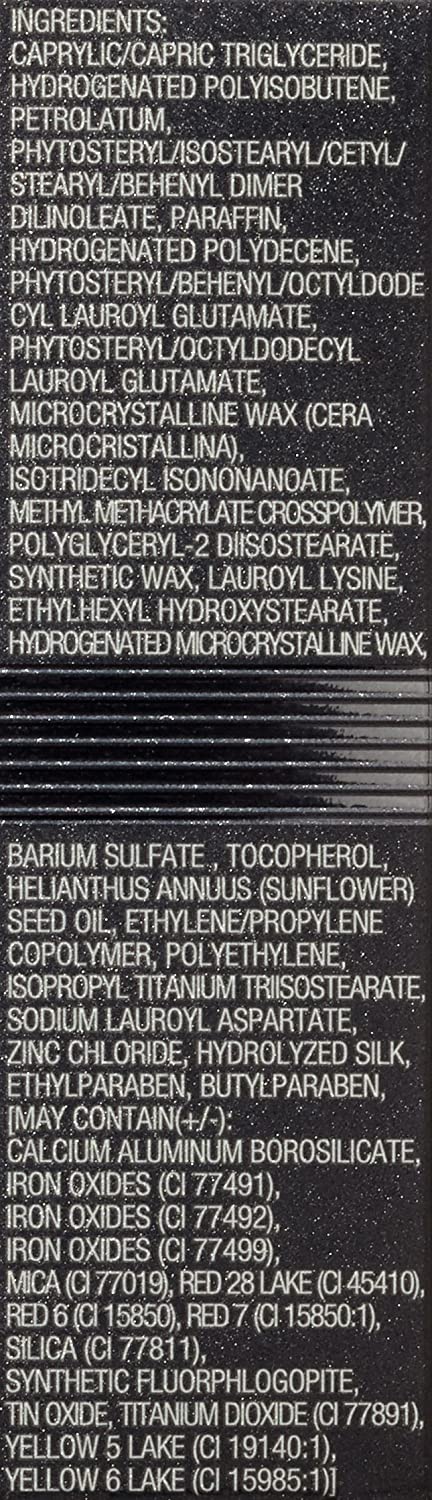 INGREDIENTS:
CAPRYLIC/CAPRIC TRIGLYCERIDE,
HYDROGENATED POLYISOBUTENE,
PETROLATUM,
PHYTOSTERYL/ISOSTEARYL/CETYL/
STEARYL/BEHENYL DIMER
DILINOLEATE, PARAFFIN,
HYDROGENATED POLYDECENE,
PHYTOSTERYL/BEHENYL/OCTYLDODE
CYL LAUROYL GLUTAMATE,
PHYTOSTERYL/OCTYLDODECYL
LAUROYL GLUTAMATE,
MICROCRYSTALLINE WAX (CERA
MICROCRISTALLINA),
ISOTRIDECYL ISONONANOATE,
METHYL METHACRYLATE CROSSPOLYMER,
POLYGLYCERYL-2 DIISOSTEARATE,
SYNTHETIC WAX, LAUROYL LYSINE,
ETHYLHEXYL HYDROXYSTEARATE,
HYDROGENATED MICROCRYSTALLINE WAX,
BARIUM SULFATE , TOCOPHEROL,
HELIANTHUS ANNUUS (SUNFLOWER)
SEED OIL, ETHYLENE/PROPYLENE
COPOLYMER, POLYETHYLENE,
ISOPROPYL TITANIUM TRIISOSTEARATE,
SODIUM LAUROYL ASPARTATE,
ZINC CHLORIDE, HYDROLYZED SILK,
ETHYLPARABEN, BUTYLPARABEN,
[MAY CONTAIN(+/-):
CALCIUM ALUMINUM BOROSILICATE,
IRON OXIDES (CI 77491),
IRON OXIDES (CI 77492),
IRON OXIDES (CI 77499),
MICA (CI 77019), RED 28 LAKE (CI 45410),
RED 6 (CI 15850), RED 7 (CI 15850:1),
SILICA (CI 77811),
SYNTHETIC FLUORPHLOGOPITE,
TIN OXIDE, TITANIUM DIOXIDE (CI 77891),
YELLOW 5 LAKE (CI 19140:1),
YELLOW 6 LAKE (CI 15985:1)]